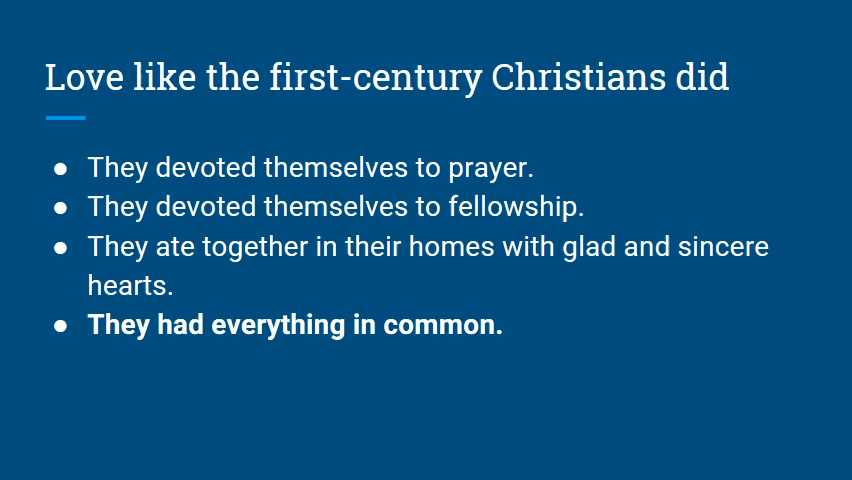 Love like the first-century Christians did
● They devoted themselves to prayer.
● They devoted themselves to fellowship.
● They ate together in their homes with glad and sincere
hearts.
● They had everything in common.